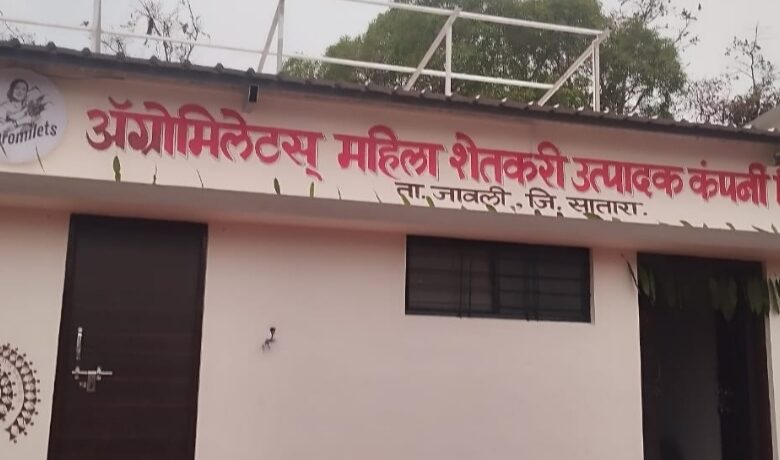 romilets
ॲग्रोमिलेटस् महिला शेतकरी उत्पादक कंपनी
ता. जावली , जि. सातारा.